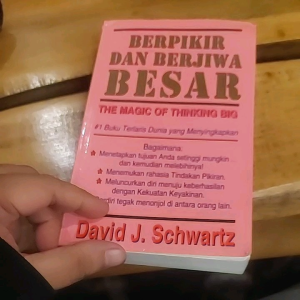 BERPIKIR
DAN BERJIWA
BESAR
THE MAGIC OF THINKING BIG
#1 Buku Terlaris Dunia yang Menyingkapkan
Bagaimana:
★ Menetapkan tujuan Anda setinggi mungkin
dan kemudian melebihinya!
★ Menemukan rahasia Tindakan Pikiran.
★ Meluncurkan diri menuju keberhasilan
dengan Kekuatan Keyakinan.
tegak menonjol di antara orang lain.
David J. Schwartz